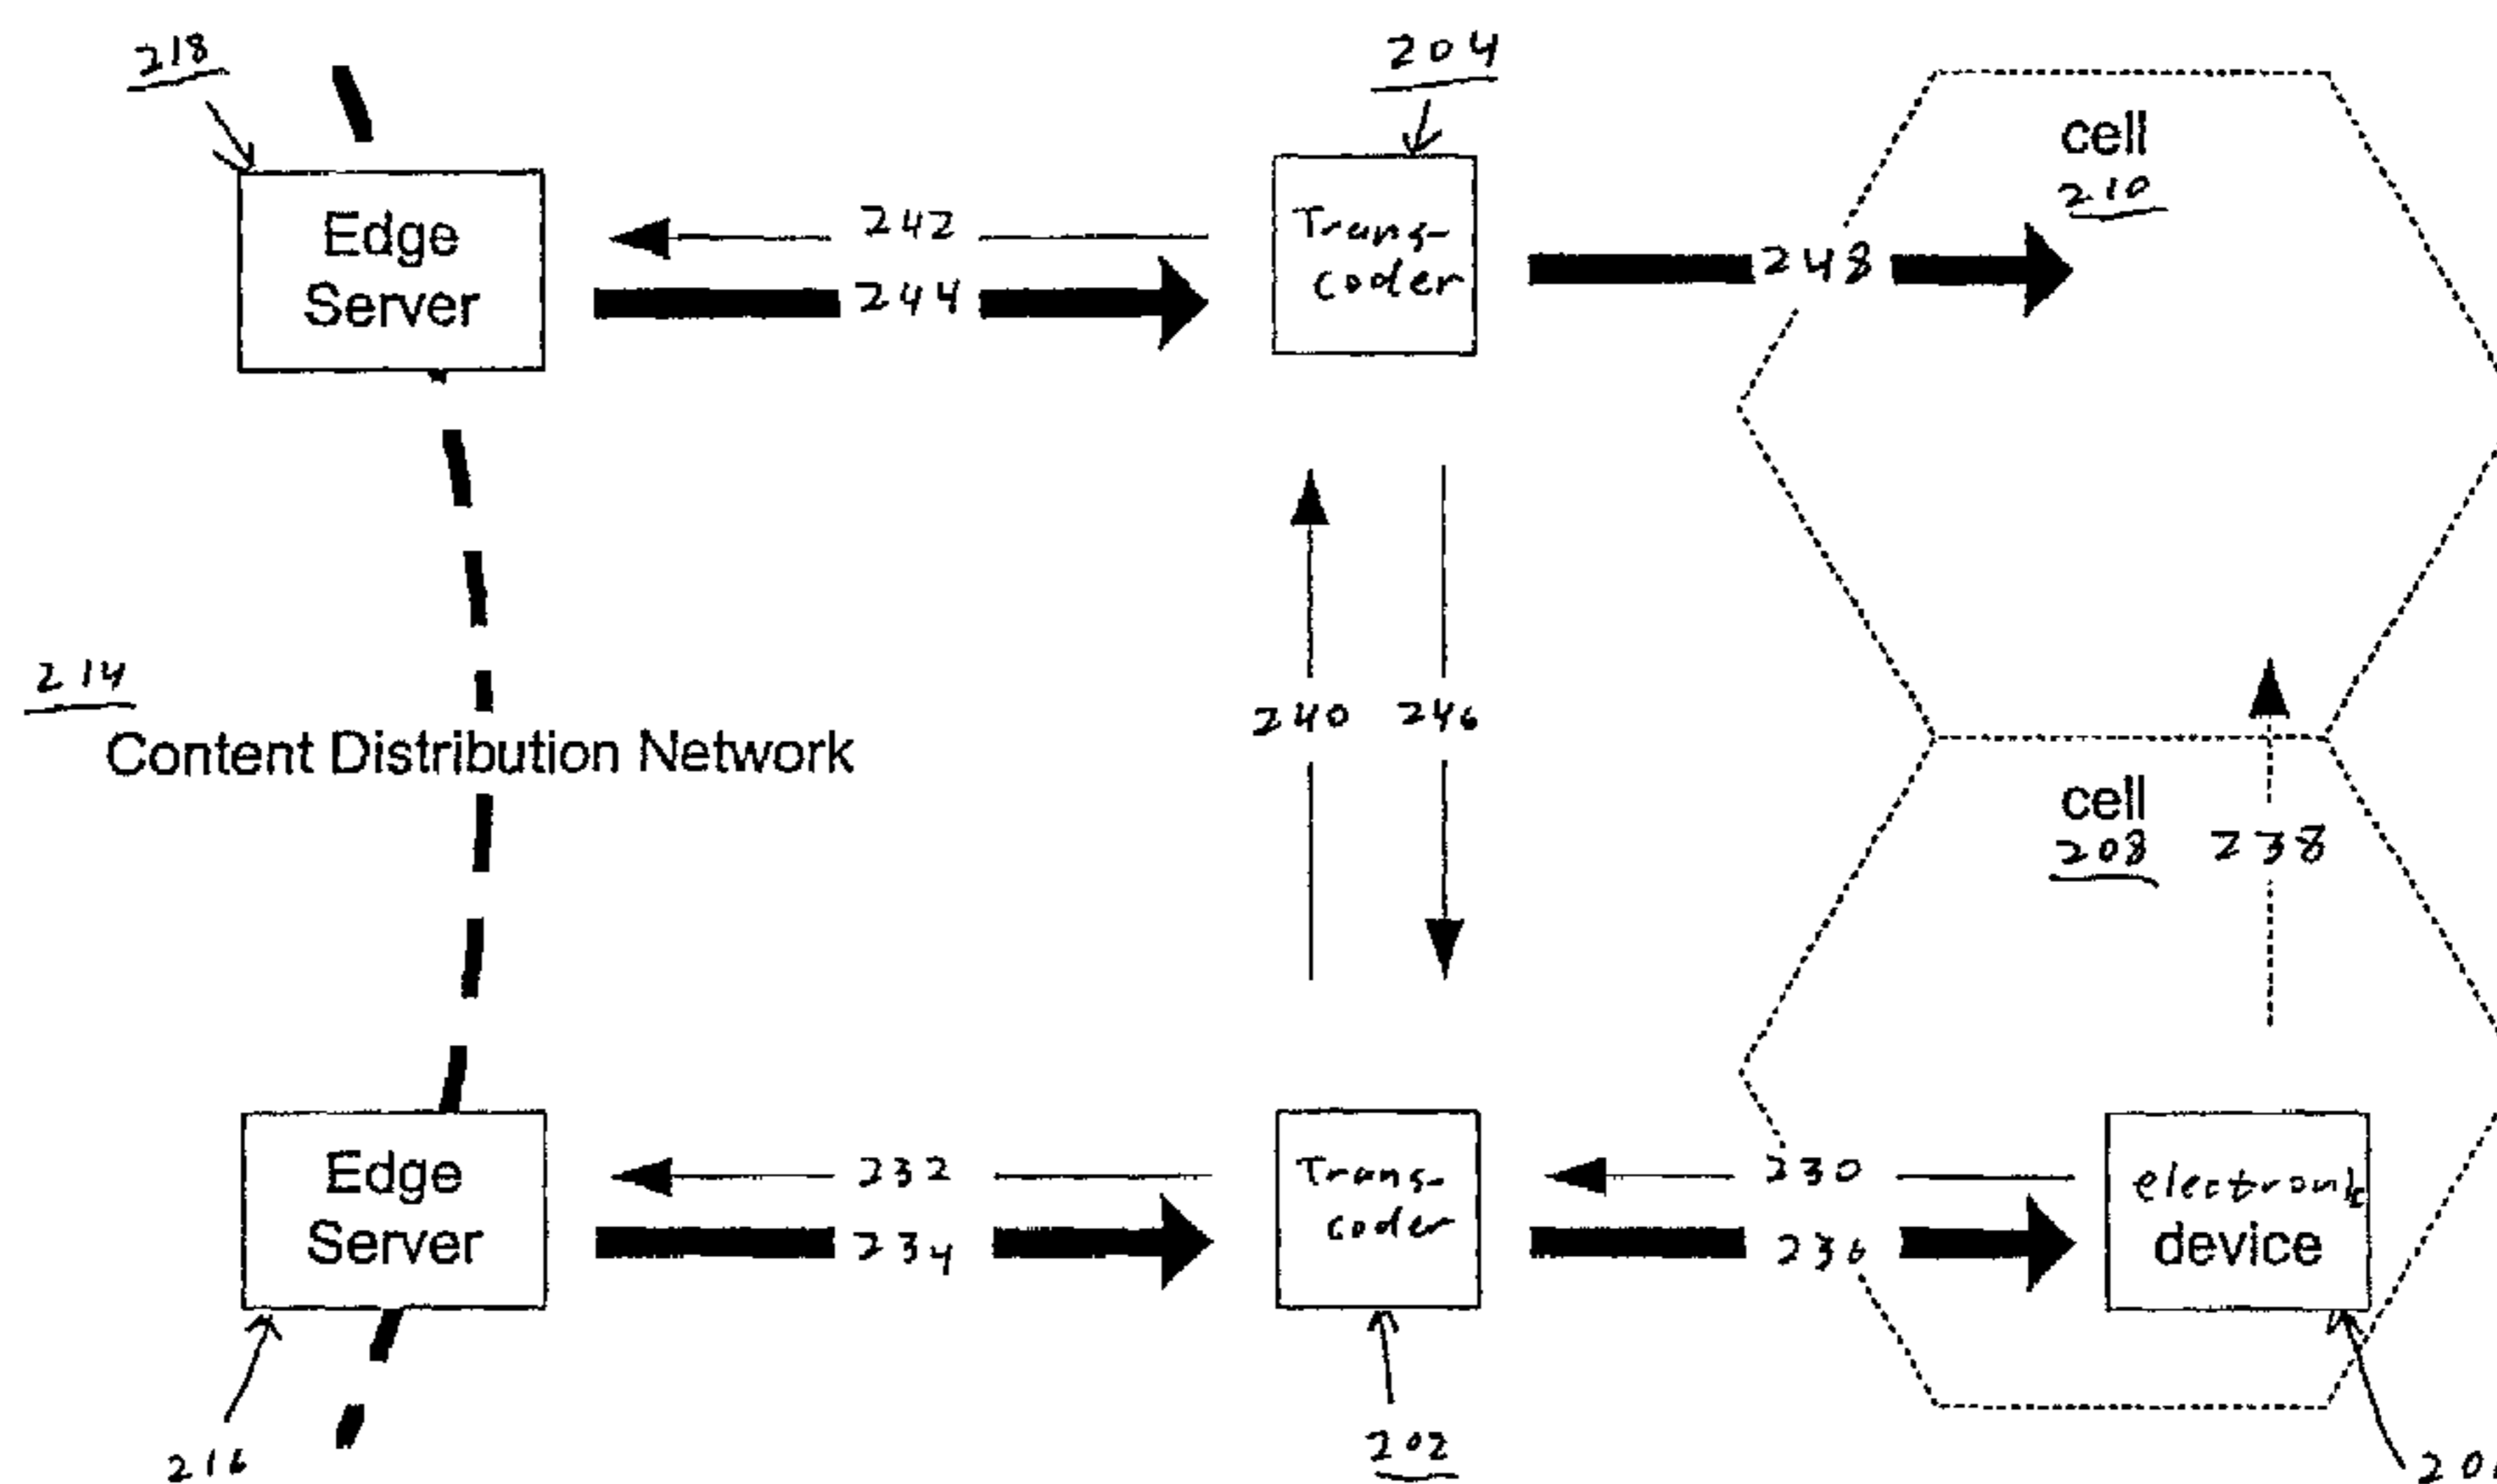 218
204
cell
210
Edge
Server
242
244
Trans-
coder
248
214
Content Distribution Network
240
246
cell
208
238
Edge
Server
232
234
Trans-
coder
230
236
electronic
device
216
202